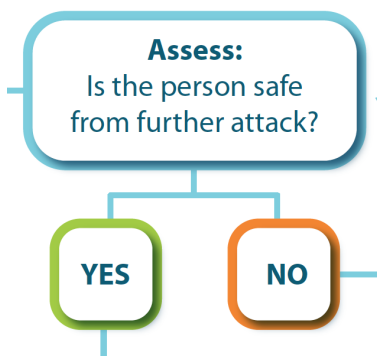 Assess:
Is the person safe
from further attack?
YES
NO